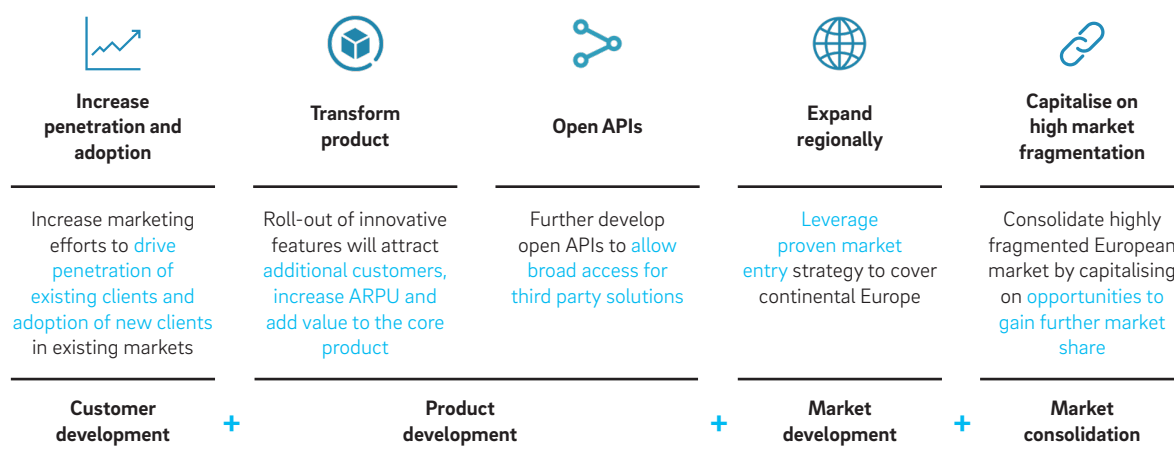 Increase
penetration and
adoption
Transform
product
Open APIs
Expand
regionally
Capitalise on
high market
fragmentation
Increase marketing
efforts to drive
penetration of
existing clients and
adoption of new clients
in existing markets
Roll-out of innovative
features will attract
additional customers,
increase ARPU and
add value to the core
product
Further develop
open APIs to allow
broad access for
third party solutions
Leverage
proven market
entry strategy to cover
continental Europe
Consolidate highly
fragmented European
market by capitalising
on opportunities to
gain further market
share
Customer
development
+
Product
development
+
Market
development
+
Market
consolidation